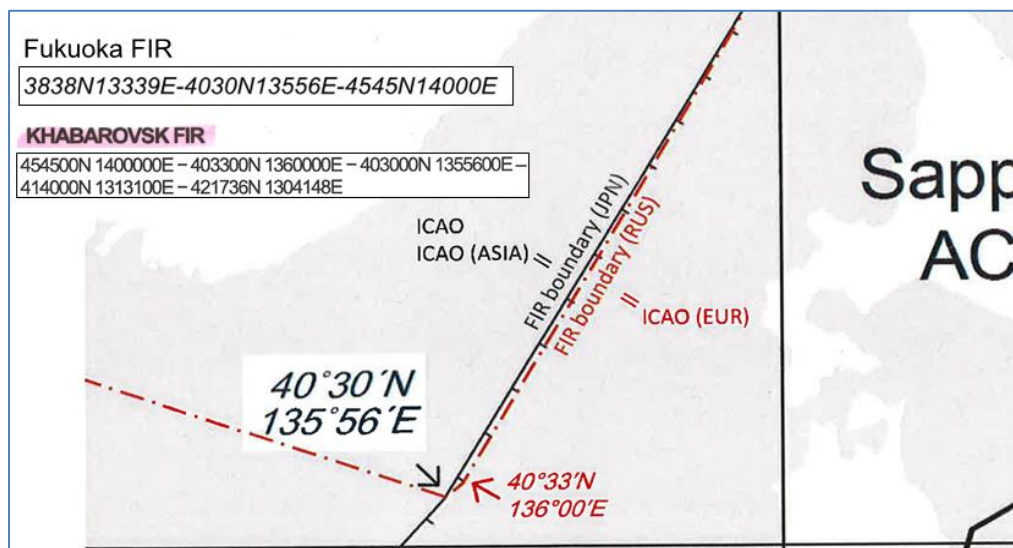 Fukuoka FIR
3838N13339E-4030N13556E-4545N14000E
KHABAROVSK FIR
454500N 1400000E – 403300N 1360000E – 403000N 1355600E –
414000N 1313100E – 421736N 1304148E
ICAO
ICAO (ASIA)
=
FIR boundary (JPN)
FIR boundary (RUS)
=
ICAO (EUR)
40°30′N
135°56′E
40°33′N
136°00′E
Sapp
AC